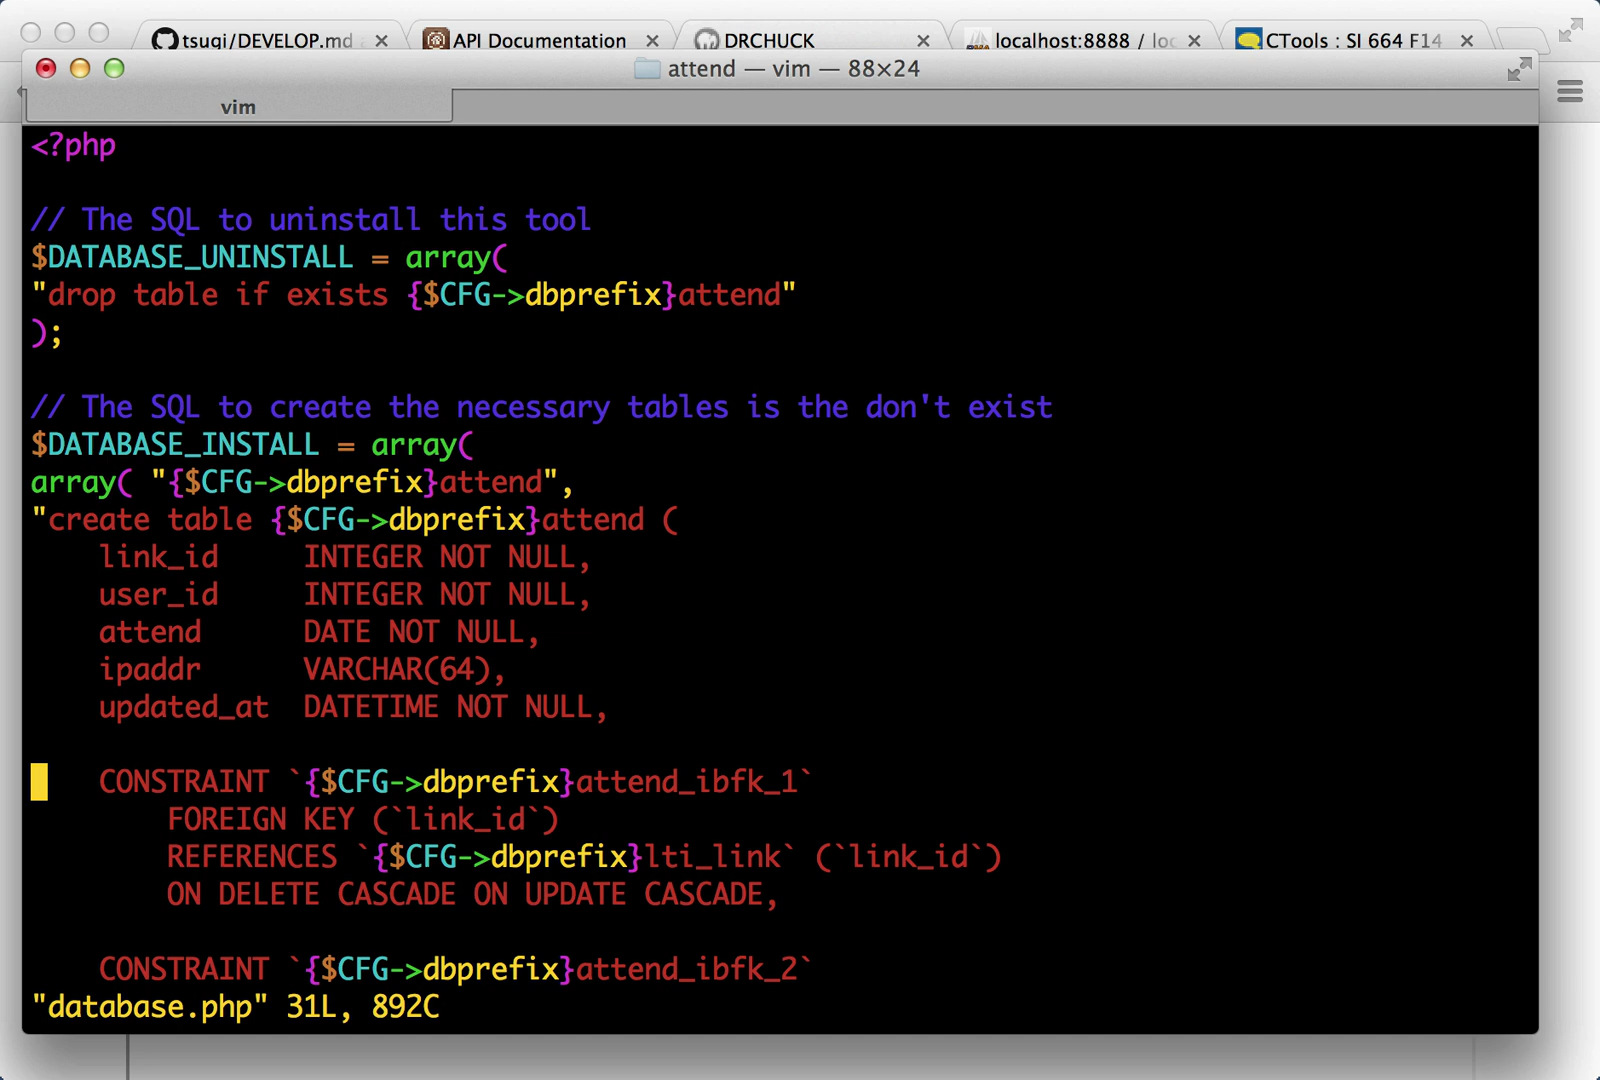 tsugi/DEVELOP.md
API Documentation
DRCHUCK
localhost:8888 / loc
CTools : SI 664 F14
attend — vim — 88×24
vim
<?php
// The SQL to uninstall this tool
$DATABASE_UNINSTALL = array(
"drop table if exists {$CFG->dbprefix}attend"
);
// The SQL to create the necessary tables is the don't exist
$DATABASE_INSTALL = array(
array( "{$CFG->dbprefix}attend",
"create table {$CFG->dbprefix}attend (
link_id INTEGER NOT NULL,
user_id INTEGER NOT NULL,
attend DATE NOT NULL,
ipaddr VARCHAR(64),
updated_at DATETIME NOT NULL,
CONSTRAINT `{$CFG->dbprefix}attend_ibfk_1`
FOREIGN KEY (`link_id`)
REFERENCES `{$CFG->dbprefix}lti_link` (`link_id`)
ON DELETE CASCADE ON UPDATE CASCADE,
CONSTRAINT `{$CFG->dbprefix}attend_ibfk_2`
"database.php" 31L, 892C